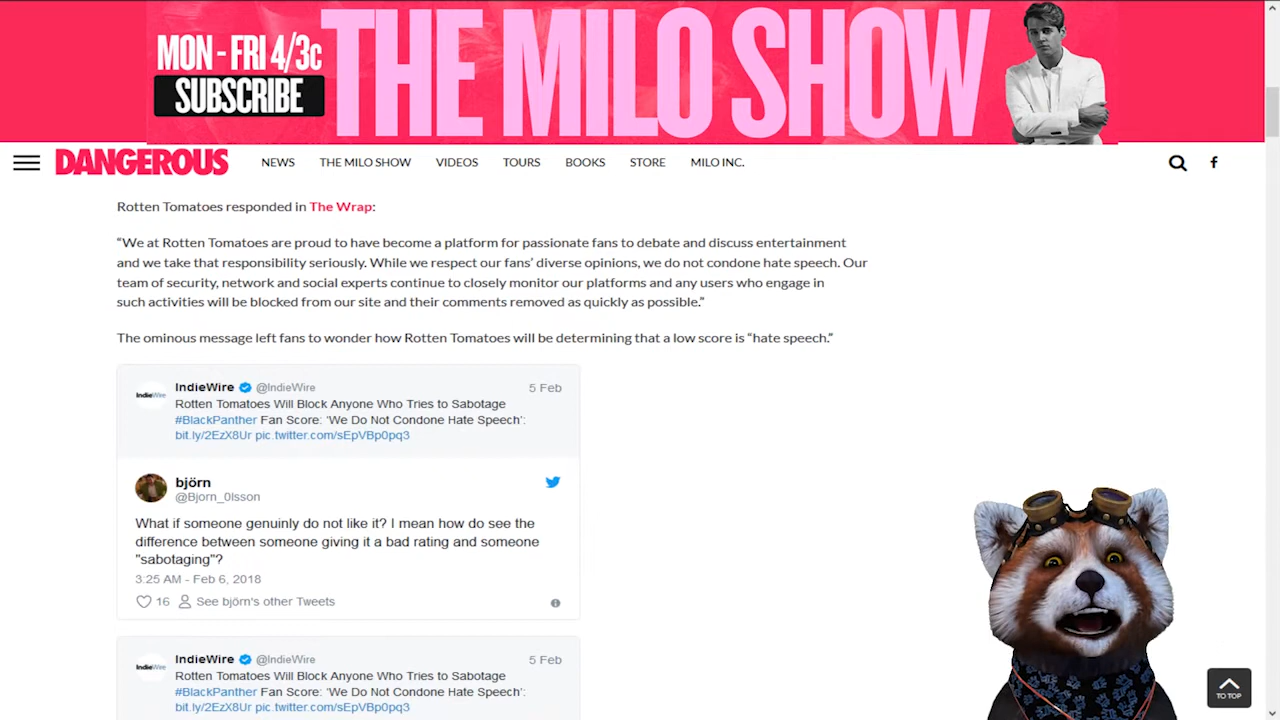 MON - FRI 4/3c
SUBSCRIBE
THE MILO SHOW
DANGEROUS
NEWS
THE MILO SHOW
VIDEOS
TOURS
BOOKS
STORE
MILO INC.
Rotten Tomatoes responded in The Wrap:
“We at Rotten Tomatoes are proud to have become a platform for passionate fans to debate and discuss entertainment
and we take that responsibility seriously. While we respect our fans’ diverse opinions, we do not condone hate speech. Our
team of security, network and social experts continue to closely monitor our platforms and any users who engage in
such activities will be blocked from our site and their comments removed as quickly as possible.”
The ominous message left fans to wonder how Rotten Tomatoes will be determining that a low score is “hate speech.”
IndieWire
IndieWire @IndieWire
5 Feb
Rotten Tomatoes Will Block Anyone Who Tries to Sabotage
#BlackPanther Fan Score: ‘We Do Not Condone Hate Speech’:
bit.ly/2EzX8Ur pic.twitter.com/sEpVBp0pq3
björn
@Bjorn_0lsson
What if someone genuinly do not like it? I mean how do see the
difference between someone giving it a bad rating and someone
"sabotaging"?
3:25 AM - Feb 6, 2018
16
See björn's other Tweets
IndieWire
IndieWire @IndieWire
5 Feb
Rotten Tomatoes Will Block Anyone Who Tries to Sabotage
#BlackPanther Fan Score: ‘We Do Not Condone Hate Speech’:
bit.ly/2EzX8Ur pic.twitter.com/sEpVBp0pq3
TO TOP